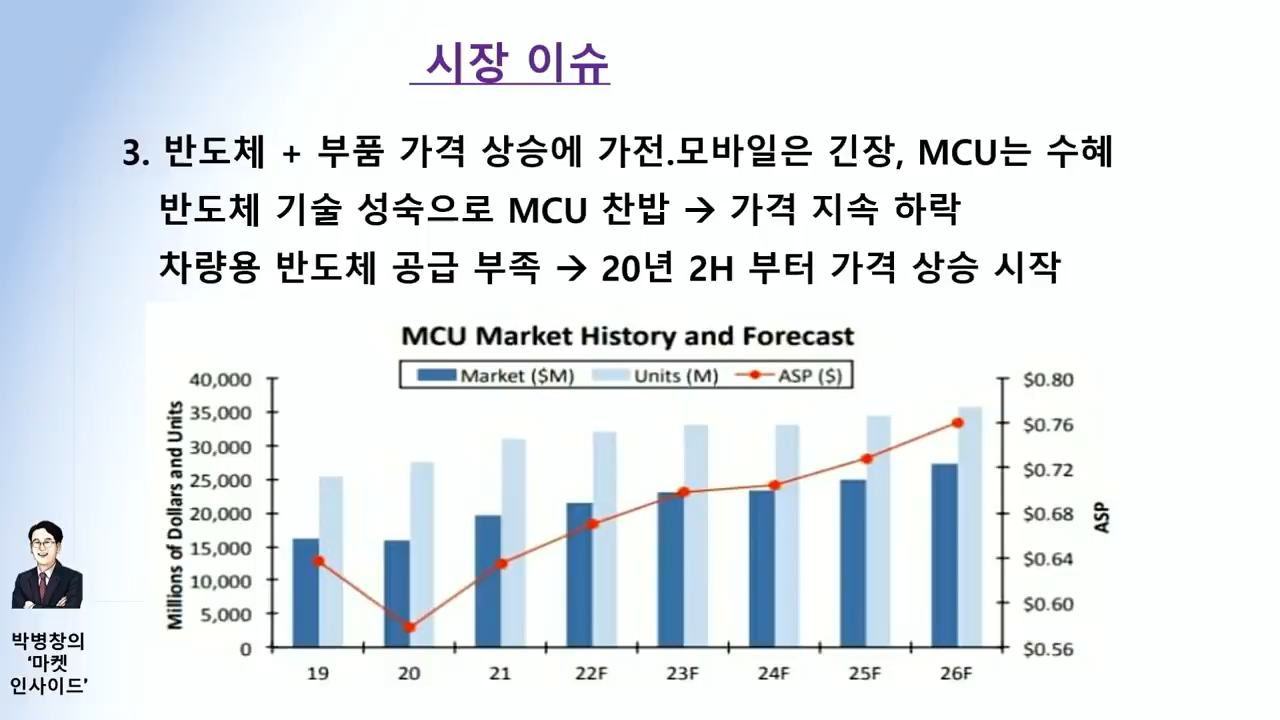 시장 이슈
3. 반도체 + 부품 가격 상승에 가전.모바일은 긴장, MCU는 수혜
반도체 기술 성숙으로 MCU 찬밥 → 가격 지속 하락
차량용 반도체 공급 부족 → 20년 2H 부터 가격 상승 시작
MCU Market History and Forecast
Market ($M) Units (M) ASP ($)
Millions of Dollars and Units
40,000
35,000
30,000
25,000
20,000
15,000
10,000
5,000
0
$0.80
$0.76
$0.72
$0.68
$0.64
$0.60
$0.56
ASP
19 20 21 22F 23F 24F 25F 26F
박병창의
‘마켓
인사이드’